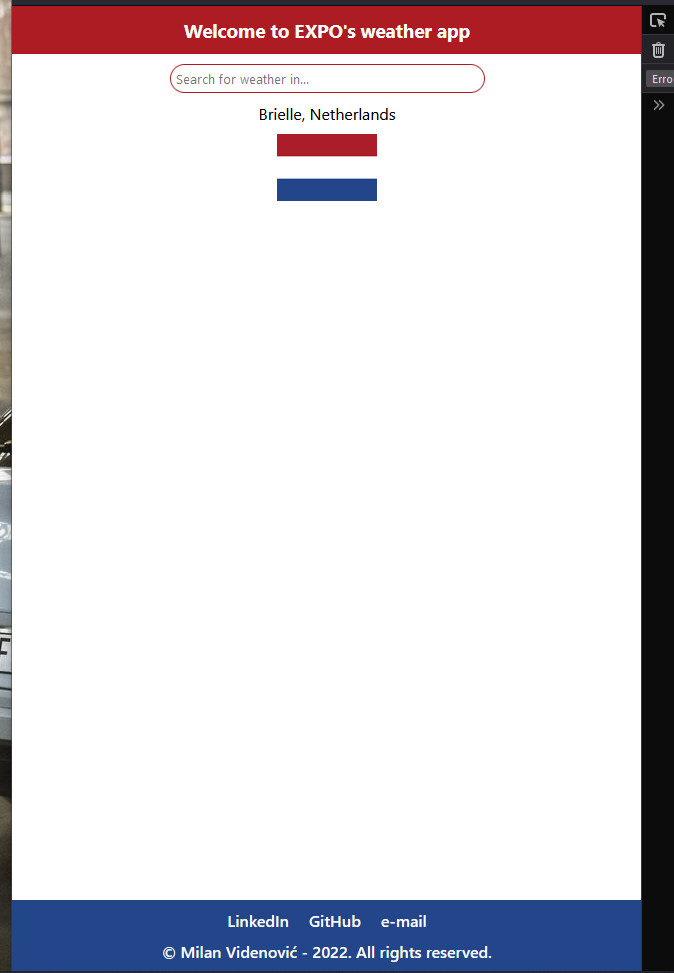 Welcome to EXPO's weather app
Search for weather in...
Brielle, Netherlands
Erro
LinkedIn GitHub e-mail
© Milan Videnović - 2022. All rights reserved.